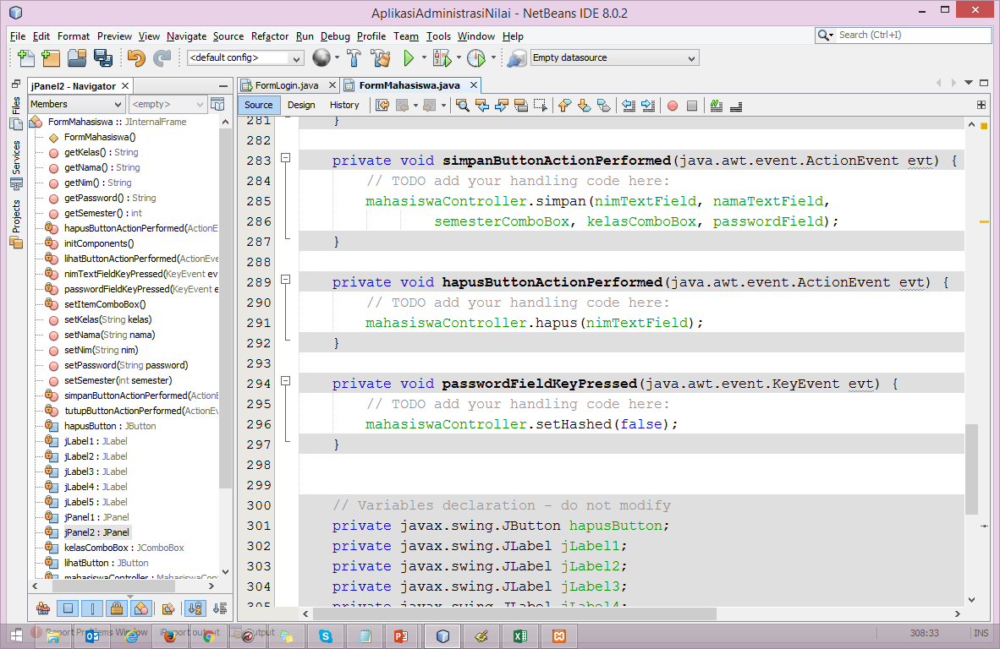 AplikasiAdministrasiNilai - NetBeans IDE 8.0.2
File Edit Format Preview View Navigate Source Refactor Run Debug Profile Team Tools Window Help
Search (Ctrl+I)
<default config>
Empty datasource
Files
Services
Projects
jPanel2 - Navigator
Members
<empty>
FormMahasiswa :: JInternalFrame
FormMahasiswa()
getKelas() : String
getNama() : String
getNim() : String
getPassword() : String
getSemester() : int
hapusButtonActionPerformed(ActionE
initComponents()
lihatButtonActionPerformed(ActionEve
nimTextFieldKeyPressed(KeyEvent ev
passwordFieldKeyPressed(KeyEvent e
setItemComboBox()
setKelas(String kelas)
setNama(String nama)
setNim(String nim)
setPassword(String password)
setSemester(int semester)
simpanButtonActionPerformed(Action
tutupButtonActionPerformed(ActionEv
hapusButton : JButton
jLabel1 : JLabel
jLabel2 : JLabel
jLabel3 : JLabel
jLabel4 : JLabel
jLabel5 : JLabel
jPanel1 : JPanel
jPanel2 : JPanel
kelasComboBox : JComboBox
lihatButton : JButton
mahasiswaController : MahasiswaCon
FormLogin.java
FormMahasiswa.java
Source Design History
281 }
282
283 private void simpanButtonActionPerformed(java.awt.event.ActionEvent evt) {
284 // TODO add your handling code here:
285 mahasiswaController.simpan(nimTextField, namaTextField,
286 semesterComboBox, kelasComboBox, passwordField);
287 }
288
289 private void hapusButtonActionPerformed(java.awt.event.ActionEvent evt) {
290 // TODO add your handling code here:
291 mahasiswaController.hapus(nimTextField);
292 }
293
294 private void passwordFieldKeyPressed(java.awt.event.KeyEvent evt) {
295 // TODO add your handling code here:
296 mahasiswaController.setHashed(false);
297 }
298
299
300 // Variables declaration - do not modify
301 private javax.swing.JButton hapusButton;
302 private javax.swing.JLabel jLabel1;
303 private javax.swing.JLabel jLabel2;
304 private javax.swing.JLabel jLabel3;
305 private javax.swing.JLabel jLabel4;
Report Problems Window iReport output Output
308:33 INS